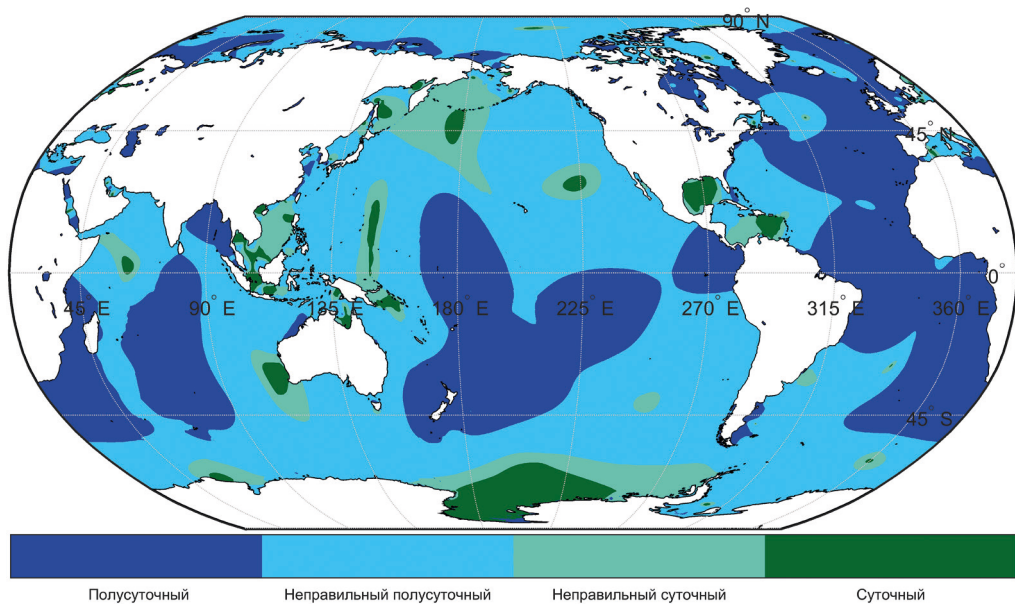 90° N
45° N
0°
45° E 90° E 135° E 180° E 225° E 270° E 315° E 360° E
45° S
Полусуточный Неправильный полусуточный Неправильный суточный Суточный